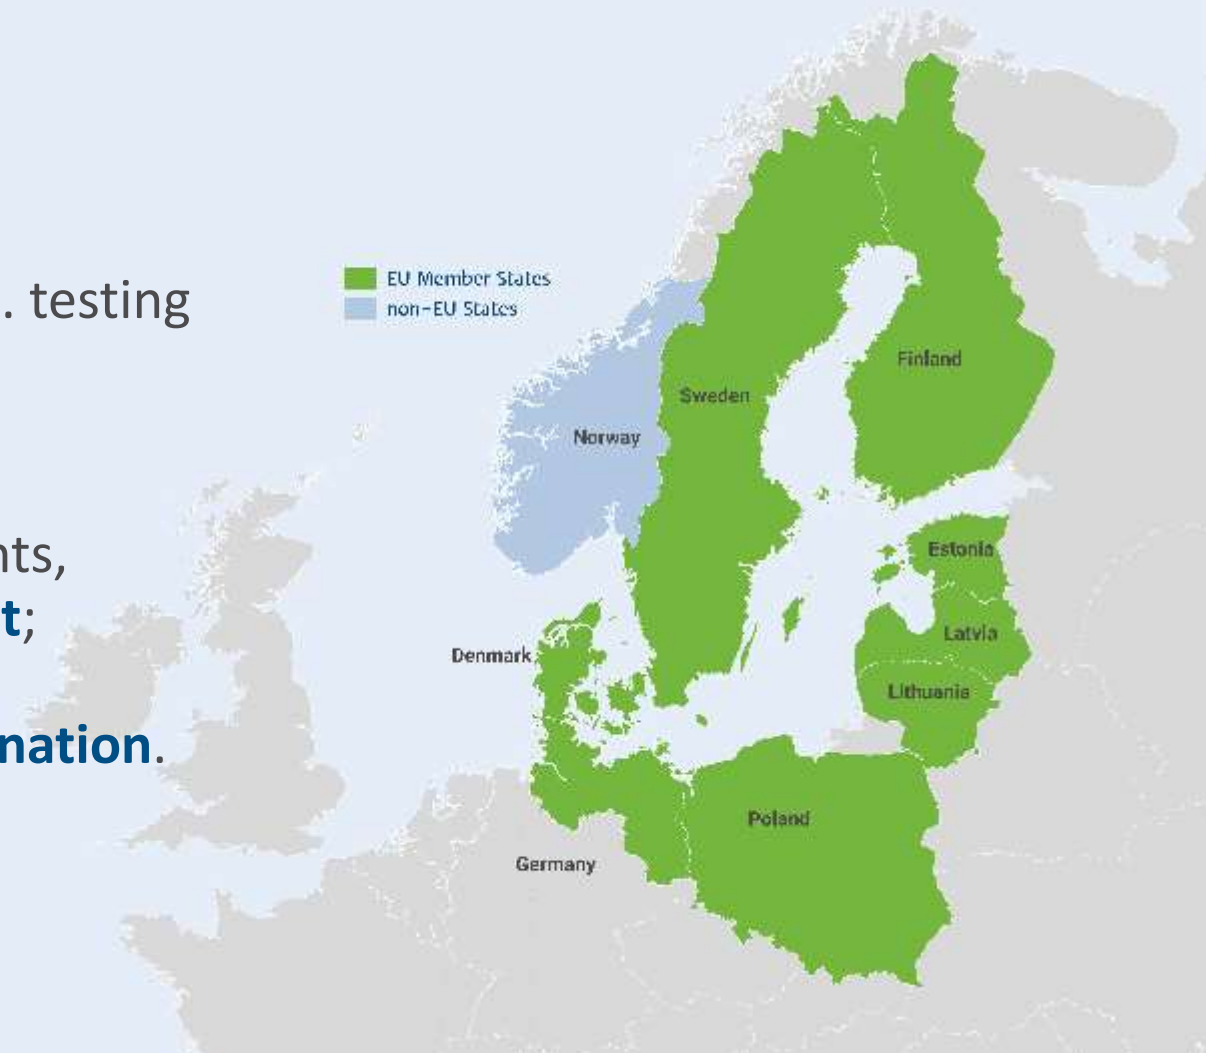 . testing
nts,
t;
nation.
EU Member States
non-EU States
Finland
Sweden
Norway
Estonia
Latvia
Denmark
Lithuania
Poland
Germany